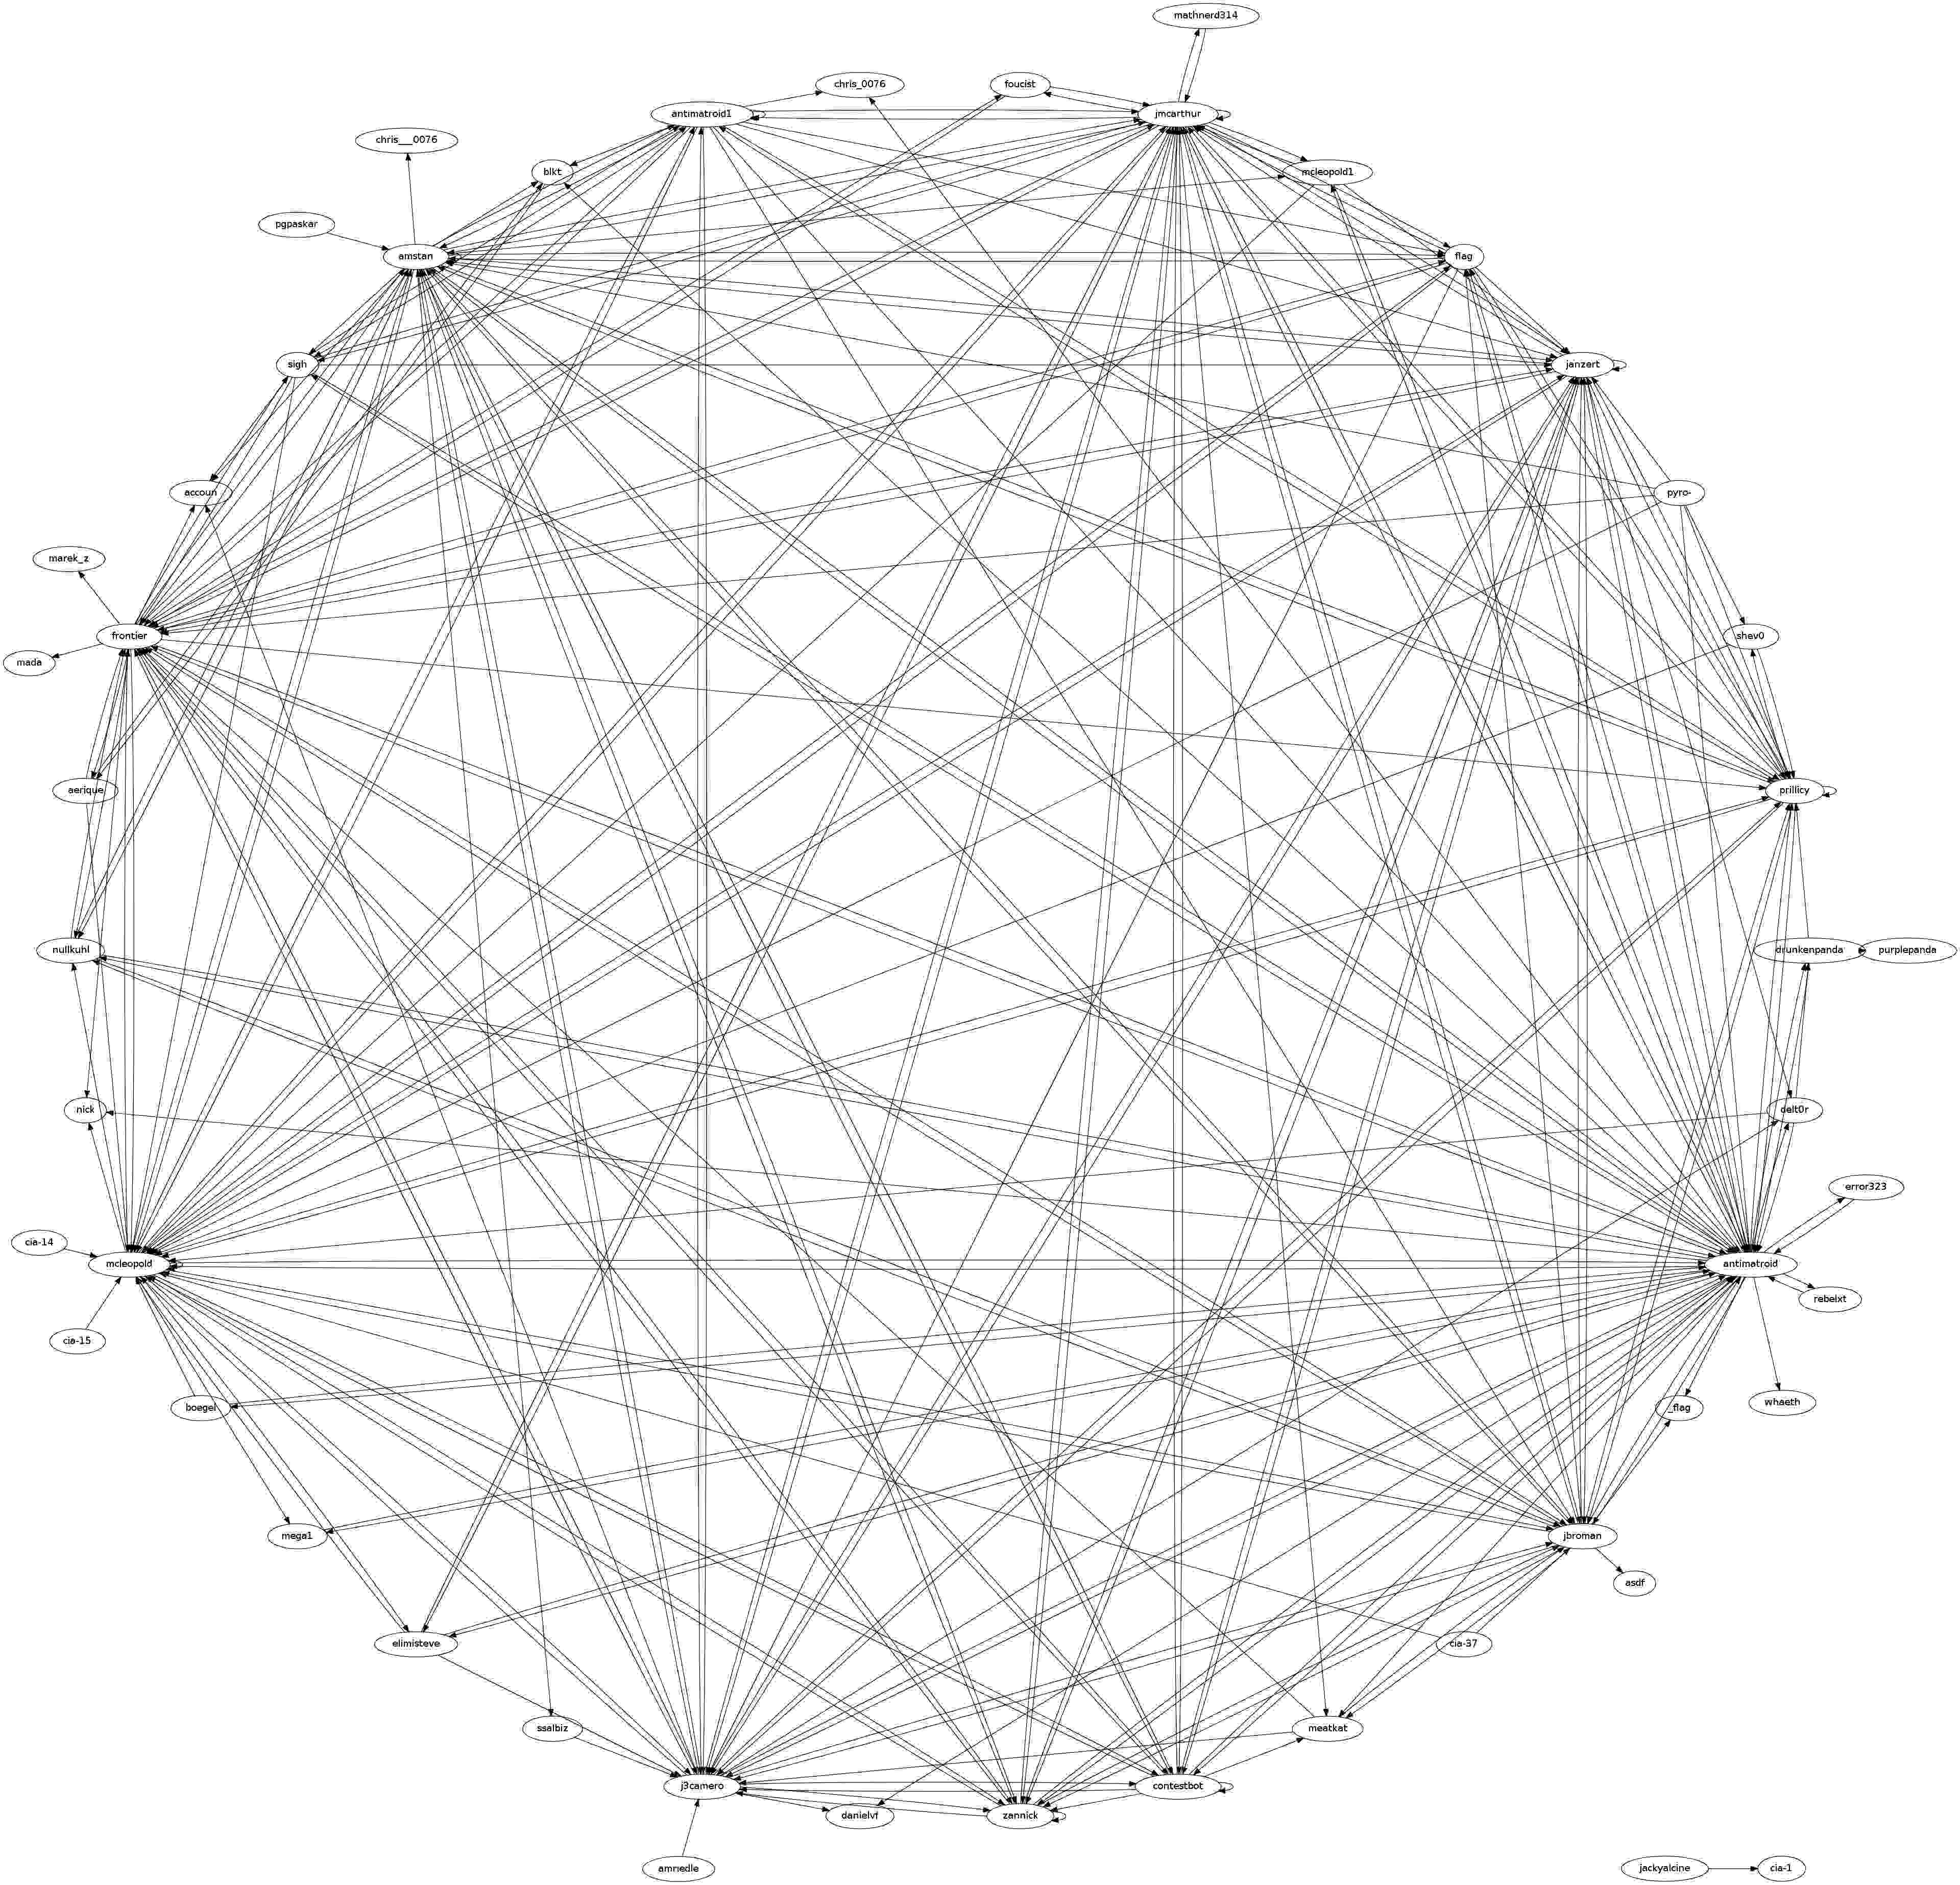 mathnerd314
chris_0076
foucist
antimatroid1
jmcarthur
chris___0076
blkt
mcleopold1
pgpaskar
amstan
flag
sigh
janzert
accoun
pyro-
marek_z
frontier
shev0
mada
aerique
prillicy
nullkuhl
drunkenpanda
purplepanda
nick
delt0r
error323
cia-14
mcleopold
antimatroid
rebelxt
cia-15
boegel
_flag
whaeth
mega1
jbroman
asdf
elimisteve
cia-37
ssalbiz
meatkat
j3camero
contestbot
danielvf
zannick
amriedle
jackyalcine
cia-1